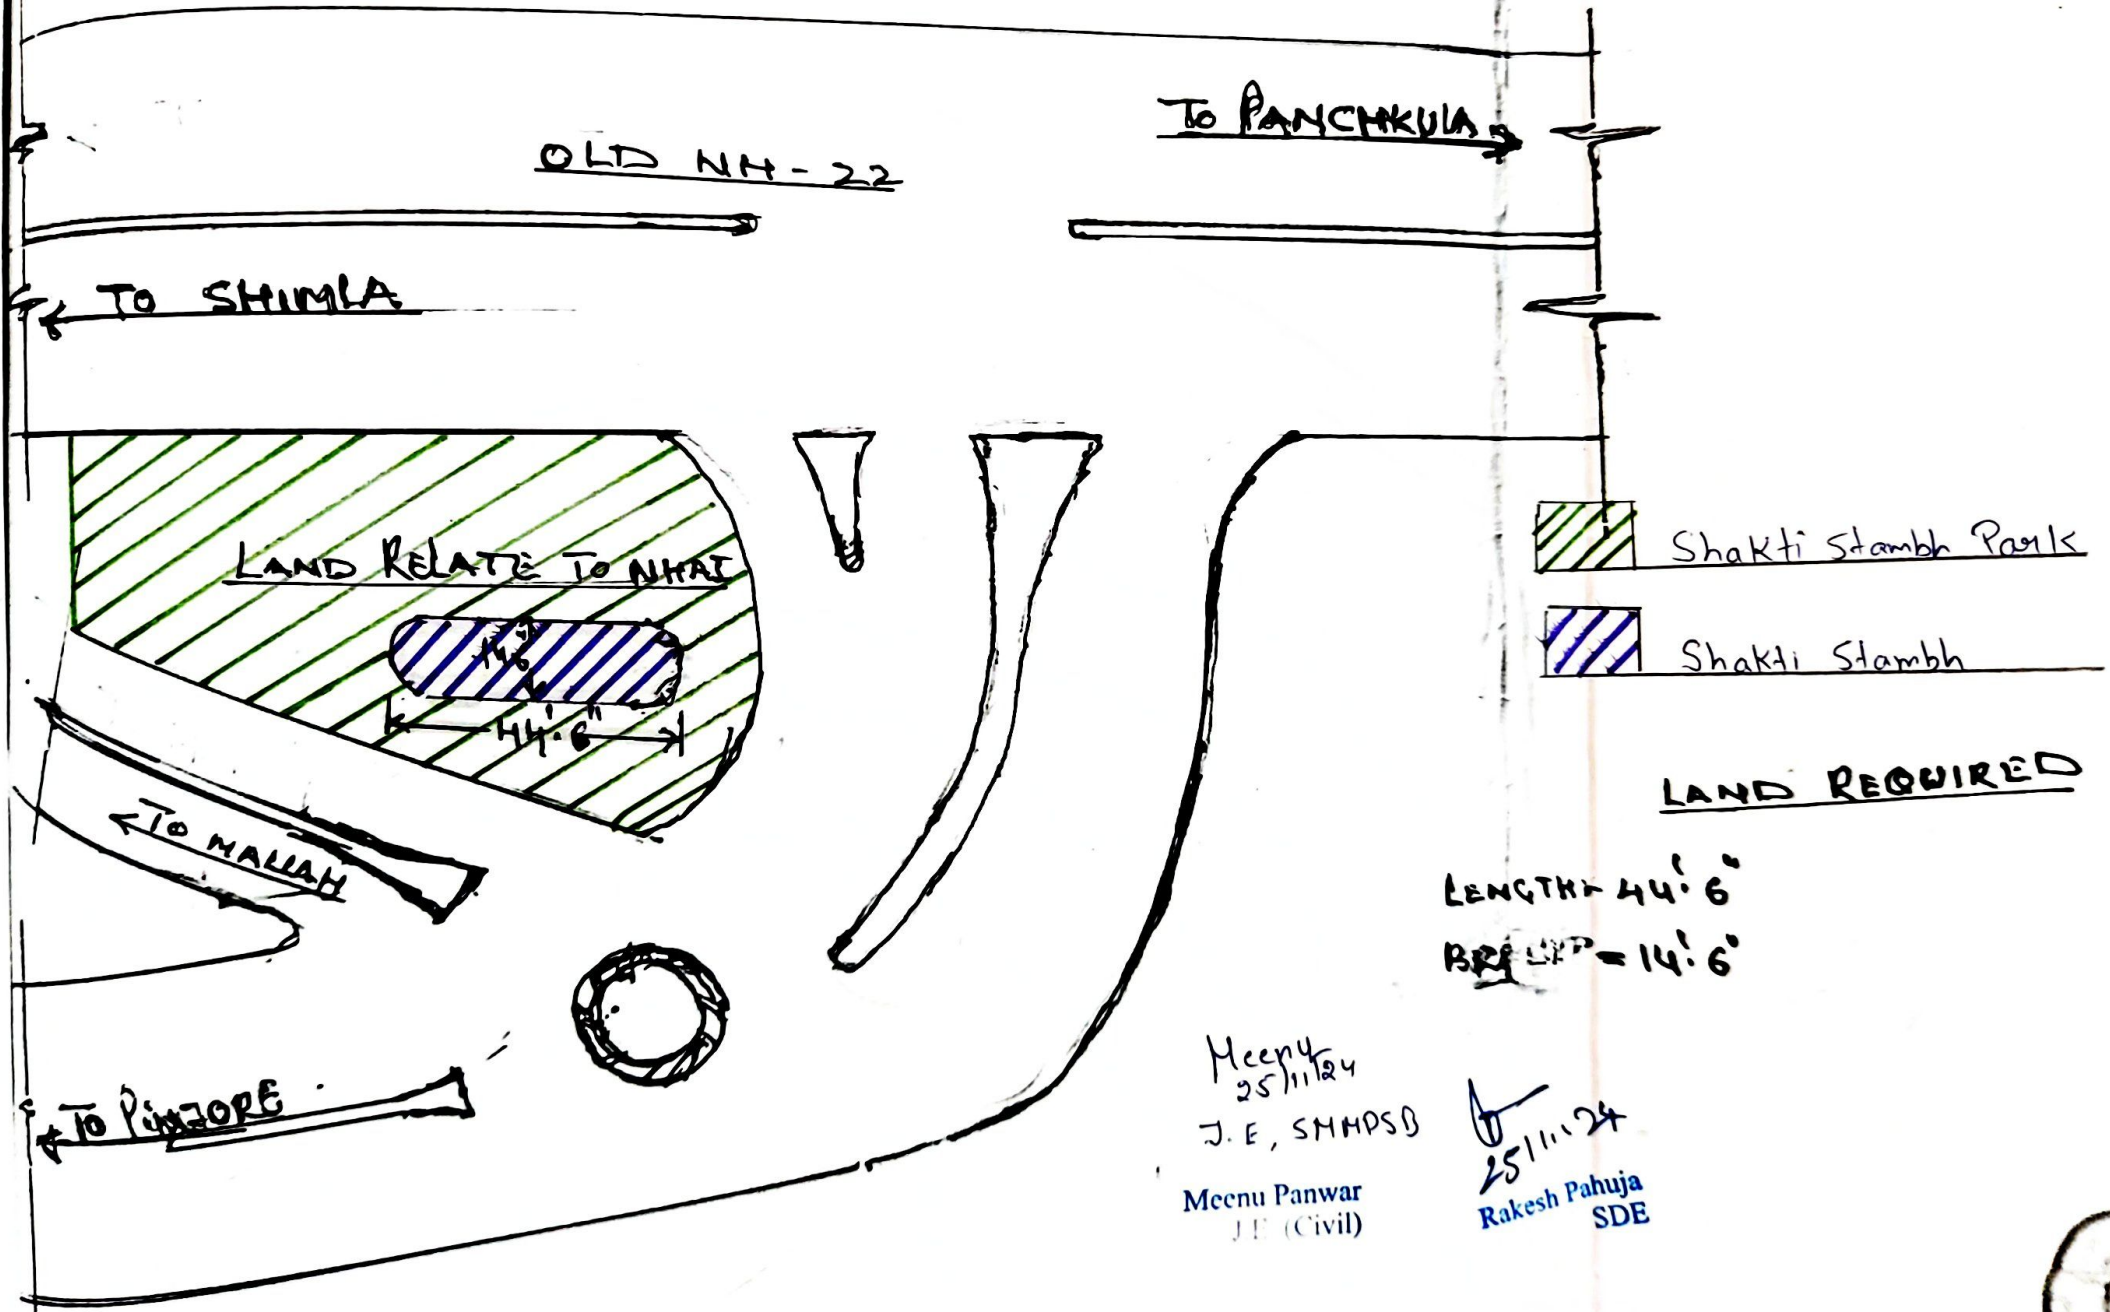 To PANCHKULA
OLD NH-22
TO SHIMLA
LAND RELATE TO NHAI
14'6
44'.6"
To MALLAH
To PINJORE
Shakti Stambh Park
Shakti Stambh
LAND REQUIRED
LENGTH- 44'.6"
= 14'.6"
Meenu
25/11/24
J.E, SMMDSB
25/11.24
Meenu Panwar
J.E (Civil)
Rakesh Pahuja
SDE